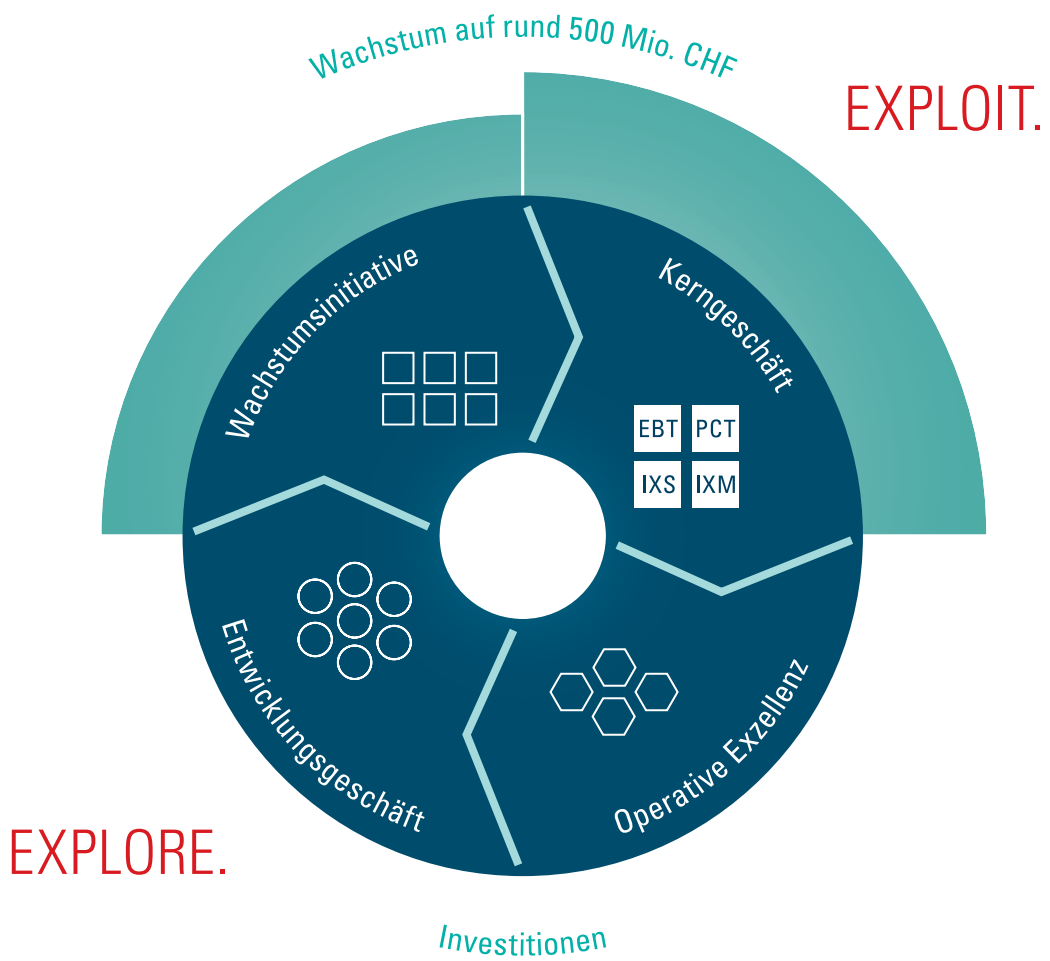 Wachstum auf rund 500 Mio. CHF
EXPLOIT.
Wachstumsinitiative
Kerngeschäft
EBT PCT
IXS IXM
Entwicklungsgeschäft
Operative Exzellenz
EXPLORE.
Investitionen